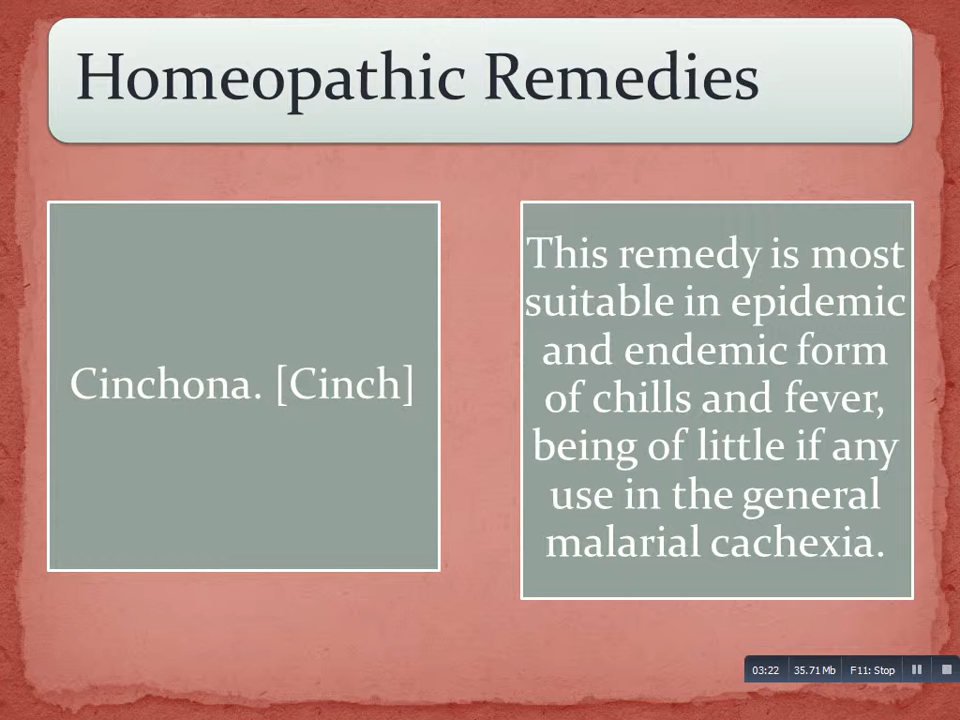 Homeopathic Remedies
Cinchona. [Cinch]
This remedy is most
suitable in epidemic
and endemic form
of chills and fever,
being of little if any
use in the general
malarial cachexia.
03:22 35.71 Mb F11: Stop